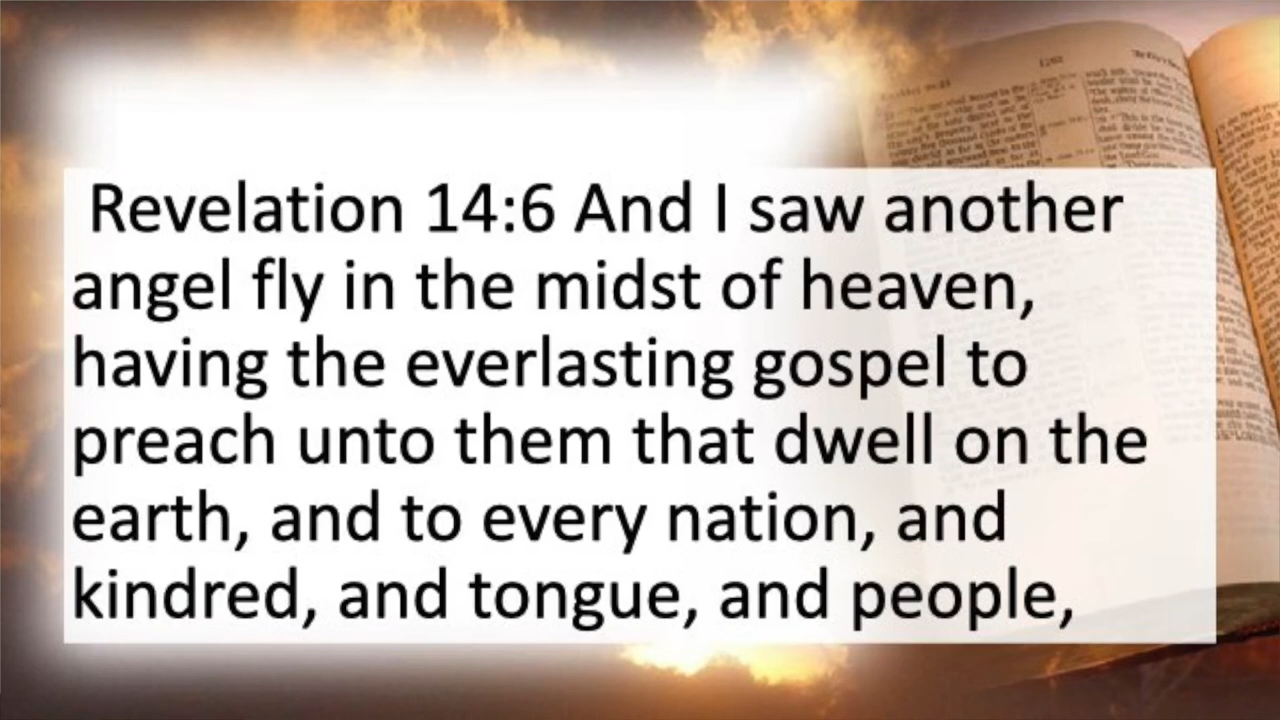 Revelation 14:6 And I saw another
angel fly in the midst of heaven,
having the everlasting gospel to
preach unto them that dwell on the
earth, and to every nation, and
kindred, and tongue, and people,